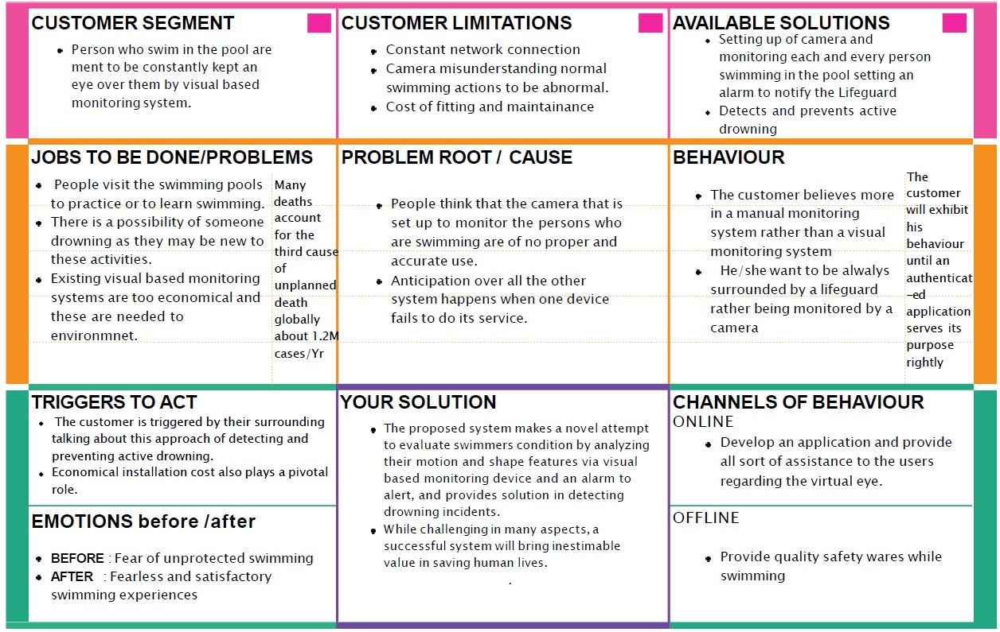 CUSTOMER SEGMENT
Person who swim in the pool are
ment to be constantly kept an
eye over them by visual based
monitoring system.
CUSTOMER LIMITATIONS
Constant network connection
Camera misunderstanding normal
swimming actions to be abnormal.
Cost of fitting and maintainance
AVAILABLE SOLUTIONS
Setting up of camera and
monitoring each and every person
swimming in the pool setting an
alarm to notify the Lifeguard
Detects and prevents active
drowning
JOBS TO BE DONE/PROBLEMS
People visit the swimming pools
to practice or to learn swimming.
There is a possibility of someone
drowning as they may be new to
these activities.
Existing visual based monitoring
systems are too economical and
these are needed to
environmnet.
Many
deaths
account
for the
third cause
of
unplanned
death
globally
about 1.2M
cases/Yr
PROBLEM ROOT / CAUSE
People think that the camera that is
set up to monitor the persons who
are swimming are of no proper and
accurate use.
Anticipation over all the other
system happens when one device
fails to do its service.
BEHAVIOUR
The customer believes more
in a manual monitoring
system rather than a visual
monitoring system
He/she want to be alwalys
surrounded by a lifeguard
rather being monitored by a
camera
The
customer
will exhibit
his
behaviour
until an
authenticat
-ed
application
serves its
purpose
rightly
TRIGGERS TO ACT
The customer is triggered by their surrounding
talking about this approach of detecting and
preventing active drowning.
Economical installation cost also plays a pivotal
role.
EMOTIONS before /after
BEFORE : Fear of unprotected swimming
AFTER : Fearless and satisfactory
swimming experiences
YOUR SOLUTION
The proposed system makes a novel attempt
to evaluate swimmers condition by analyzing
their motion and shape features via visual
based monitoring device and an alarm to
alert, and provides solution in detecting
drowning incidents.
While challenging in many aspects, a
successful system will bring inestimable
value in saving human lives.
.
CHANNELS OF BEHAVIOUR
ONLINE
Develop an application and provide
all sort of assistance to the users
regarding the virtual eye.
OFFLINE
Provide quality safety wares while
swimming